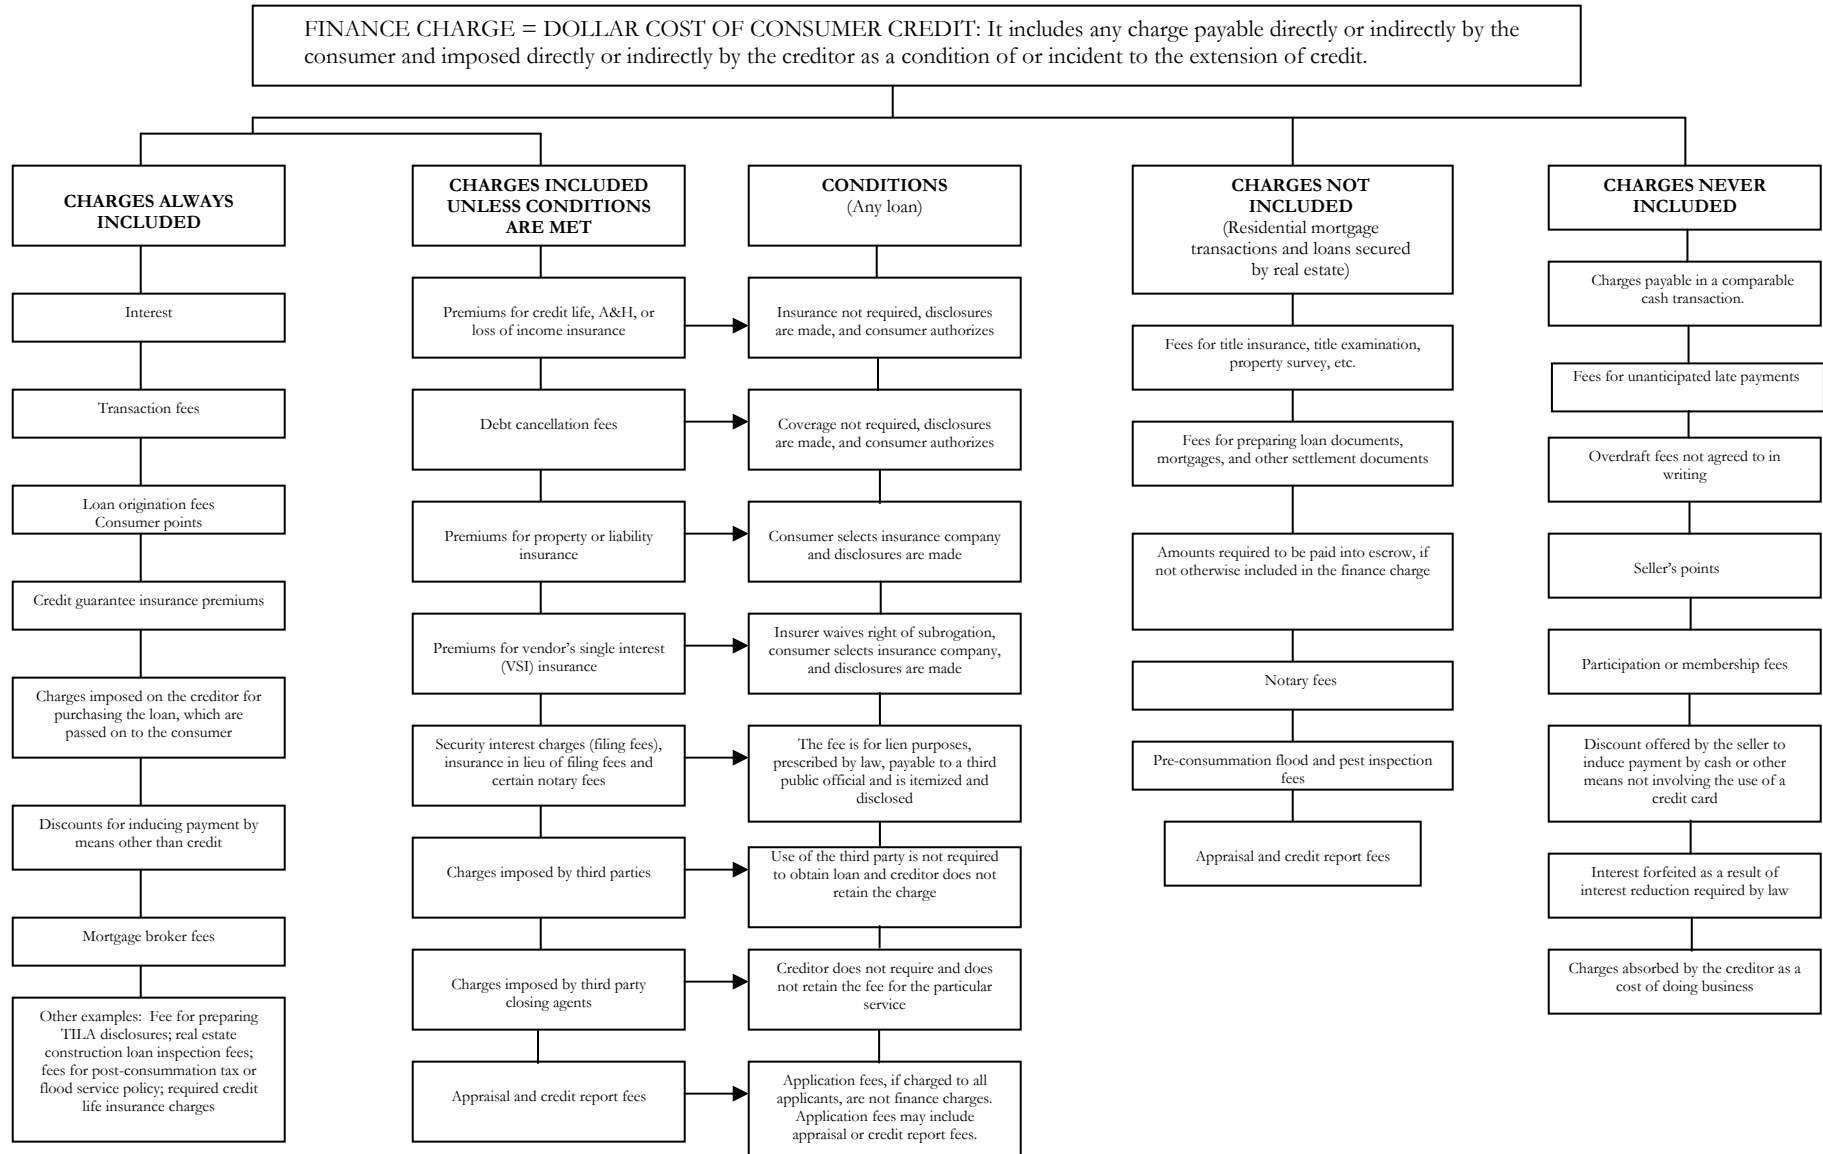 FINANCE CHARGE = DOLLAR COST OF CONSUMER CREDIT: It includes any charge payable directly or indirectly by the
consumer and imposed directly or indirectly by the creditor as a condition of or incident to the extension of credit.
CHARGES ALWAYS
INCLUDED
Interest
Transaction fees
Loan origination fees
Consumer points
Credit guarantee insurance premiums
Charges imposed on the creditor for
purchasing the loan, which are
passed on to the consumer
Discounts for inducing payment by
means other than credit
Mortgage broker fees
Other examples: Fee for preparing
TILA disclosures; real estate
construction loan inspection fees;
fees for post-consummation tax or
flood service policy; required credit
life insurance charges
CHARGES INCLUDED
UNLESS CONDITIONS
ARE MET
Premiums for credit life, A&H, or
loss of income insurance
Debt cancellation fees
Premiums for property or liability
insurance
Premiums for vendor's single interest
(VSI) insurance
Security interest charges (filing fees),
insurance in lieu of filing fees and
certain notary fees
Charges imposed by third parties
Charges imposed by third party
closing agents
Appraisal and credit report fees
CONDITIONS
(Any loan)
Insurance not required, disclosures
are made, and consumer authorizes
Coverage not required, disclosures
are made, and consumer authorizes
Consumer selects insurance company
and disclosures are made
Insurer waives right of subrogation,
consumer selects insurance company,
and disclosures are made
The fee is for lien purposes,
prescribed by law, payable to a third
public official and is itemized and
disclosed
Use of the third party is not required
to obtain loan and creditor does not
retain the charge
Creditor does not require and does
not retain the fee for the particular
service
Application fees, if charged to all
applicants, are not finance charges.
Application fees may include
appraisal or credit report fees.
CHARGES NOT
INCLUDED
(Residential mortgage
transactions and loans secured
by real estate)
Fees for title insurance, title examination,
property survey, etc.
Fees for preparing loan documents,
mortgages, and other settlement documents
Amounts required to be paid into escrow, if
not otherwise included in the finance charge
Notary fees
Pre-consummation flood and pest inspection
fees
Appraisal and credit report fees
CHARGES NEVER
INCLUDED
Charges payable in a comparable
cash transaction.
Fees for unanticipated late payments
Overdraft fees not agreed to in
writing
Seller's points
Participation or membership fees
Discount offered by the seller to
induce payment by cash or other
means not involving the use of a
credit card
Interest forfeited as a result of
interest reduction required by law
Charges absorbed by the creditor as a
cost of doing business